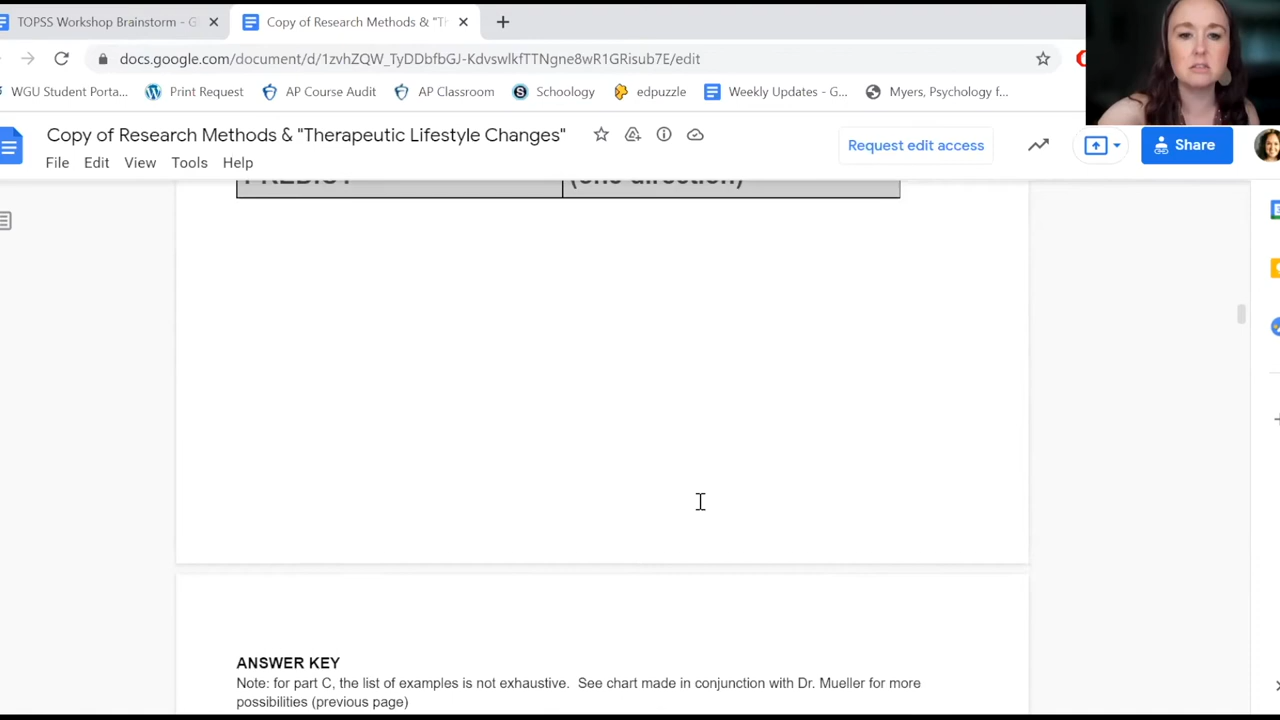 TOPSS Workshop Brainstorm - G
Copy of Research Methods & "Th
docs.google.com/document/d/1zvhZQW_TyDDbfbGJ-KdvswlkfTTNgne8wR1GRisub7E/edit
WGU Student Porta... Print Request AP Course Audit AP Classroom Schoology edpuzzle Weekly Updates - G... Myers, Psychology f...
Copy of Research Methods & "Therapeutic Lifestyle Changes"
Request edit access
Share
File Edit View Tools Help
PREDICT (one direction)
ANSWER KEY
Note: for part C, the list of examples is not exhaustive. See chart made in conjunction with Dr. Mueller for more
possibilities (previous page)